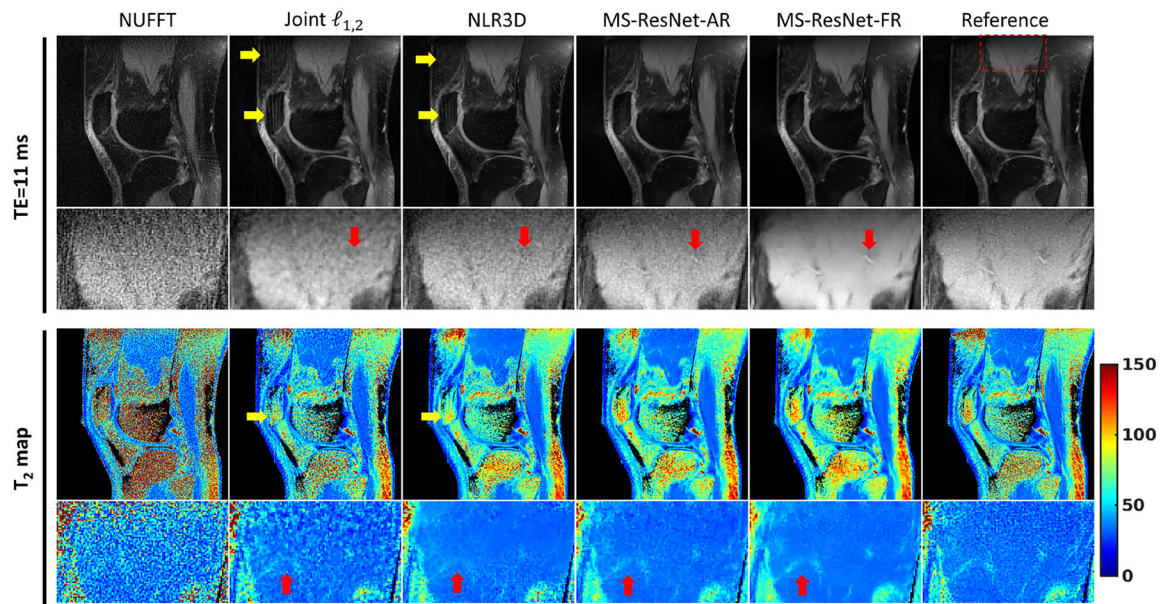 NUFFT Joint ℓ1,2 NLR3D MS-ResNet-AR MS-ResNet-FR Reference
TE=11 ms
T2 map
150
100
50
0